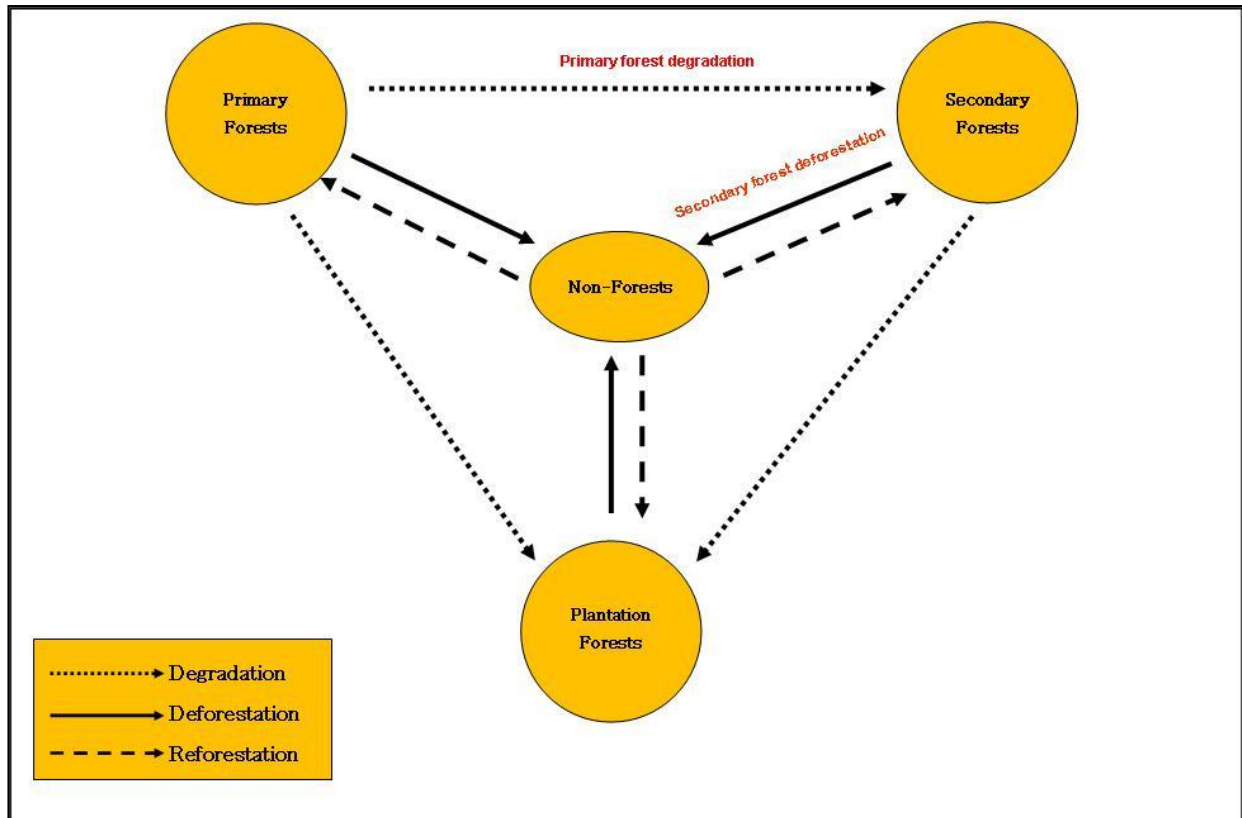 Primary forest degradation
Primary
Forests
Secondary
Forests
Secondary forest deforestation
Non-Forests
Plantation
Forests
Degradation
Deforestation
Reforestation